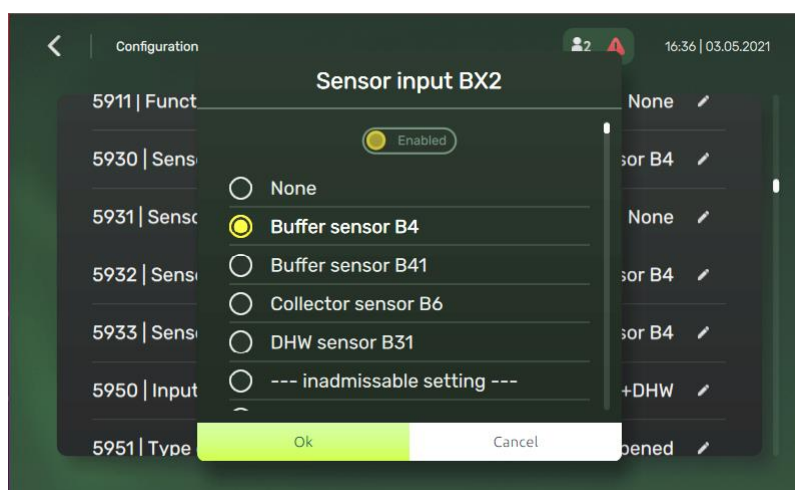 Configuration 2 16:36 | 03.05.2021
Sensor input BX2
5911 | Funct None
Enabled
5930 | Sens sor B4
None
5931 | Senso None
Buffer sensor B4
Buffer sensor B41
5932 | Sens sor B4
Collector sensor B6
5933 | Sens sor B4
DHW sensor B31
--- inadmissable setting ---
5950 | Input +DHW
Ok Cancel
5951 | Type pened